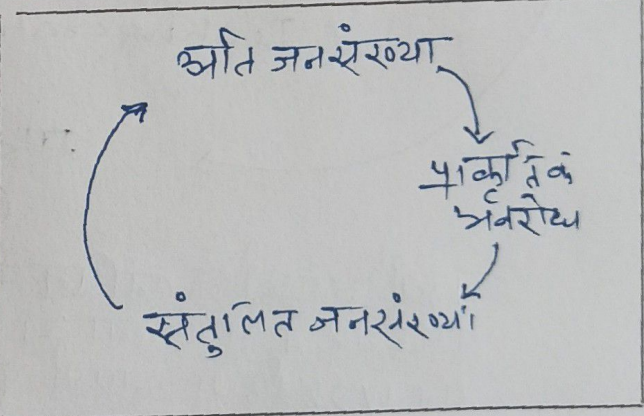 अति जनसंख्या
प्राकृतिक
अवरोध
संतुलित जनसंख्या